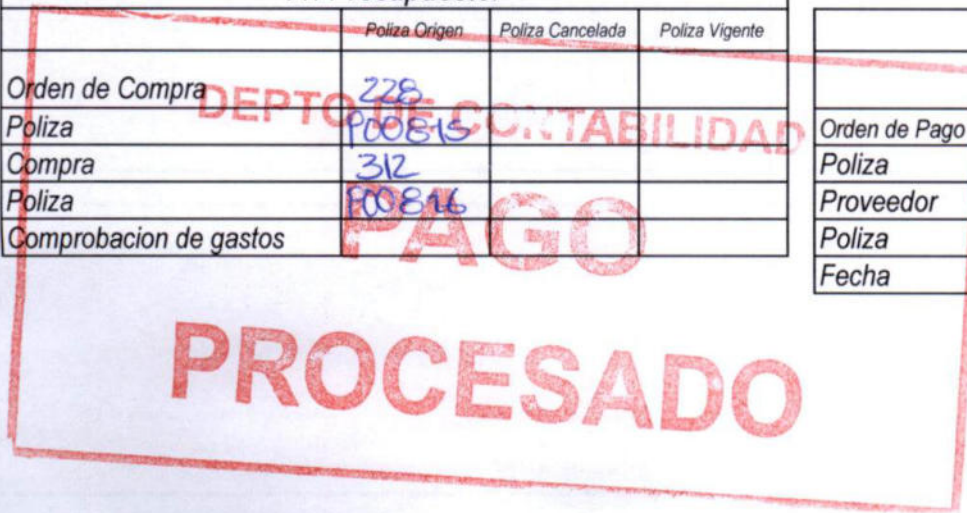 Poliza Origen Poliza Cancelada Poliza Vigente
Orden de Compra 228
Poliza P00815
Compra 312
Poliza P00816
Comprobacion de gastos
DEPTO DE CONTABILIDAD
PAGO
PROCESADO
Orden de Pago
Poliza
Proveedor
Poliza
Fecha